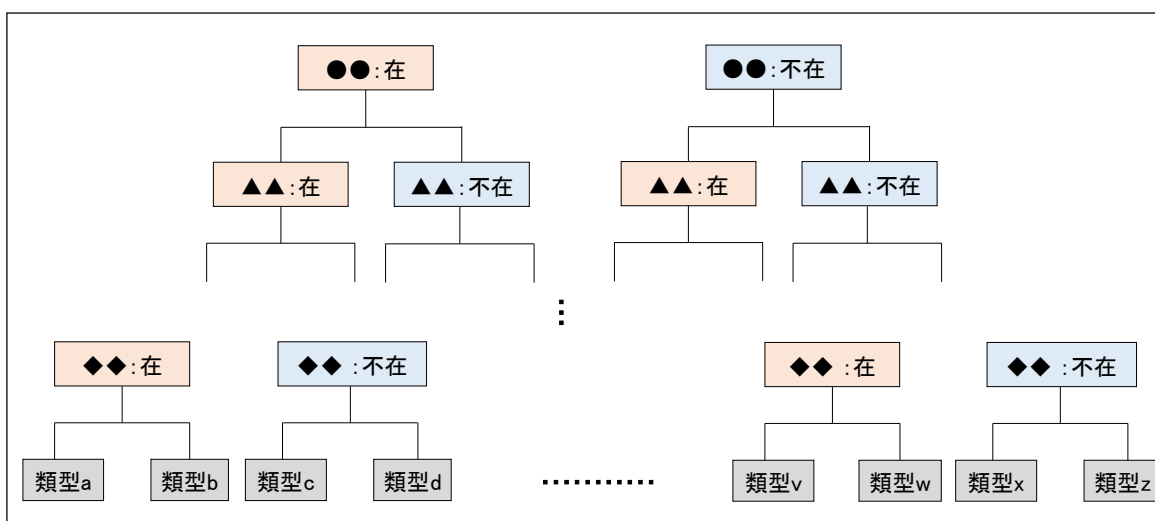 ●●:在
●●:不在
▲▲:在
▲▲:不在
▲▲:在
▲▲:不在
⋮
◆◆:在
◆◆:不在
◆◆:在
◆◆:不在
類型a
類型b
類型c
類型d
…………
類型v
類型w
類型x
類型z